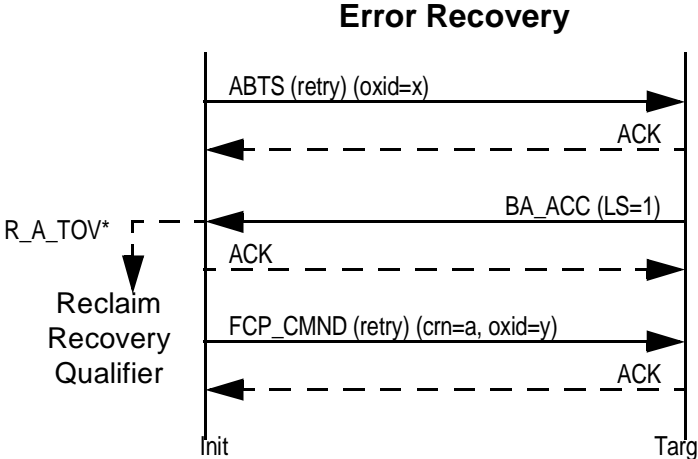 Error Recovery
ABTS (retry) (oxid=x)
ACK
BA_ACC (LS=1)
R_A_TOV*
ACK
Reclaim
Recovery
Qualifier
FCP_CMND (retry) (crn=a, oxid=y)
ACK
Init
Targ